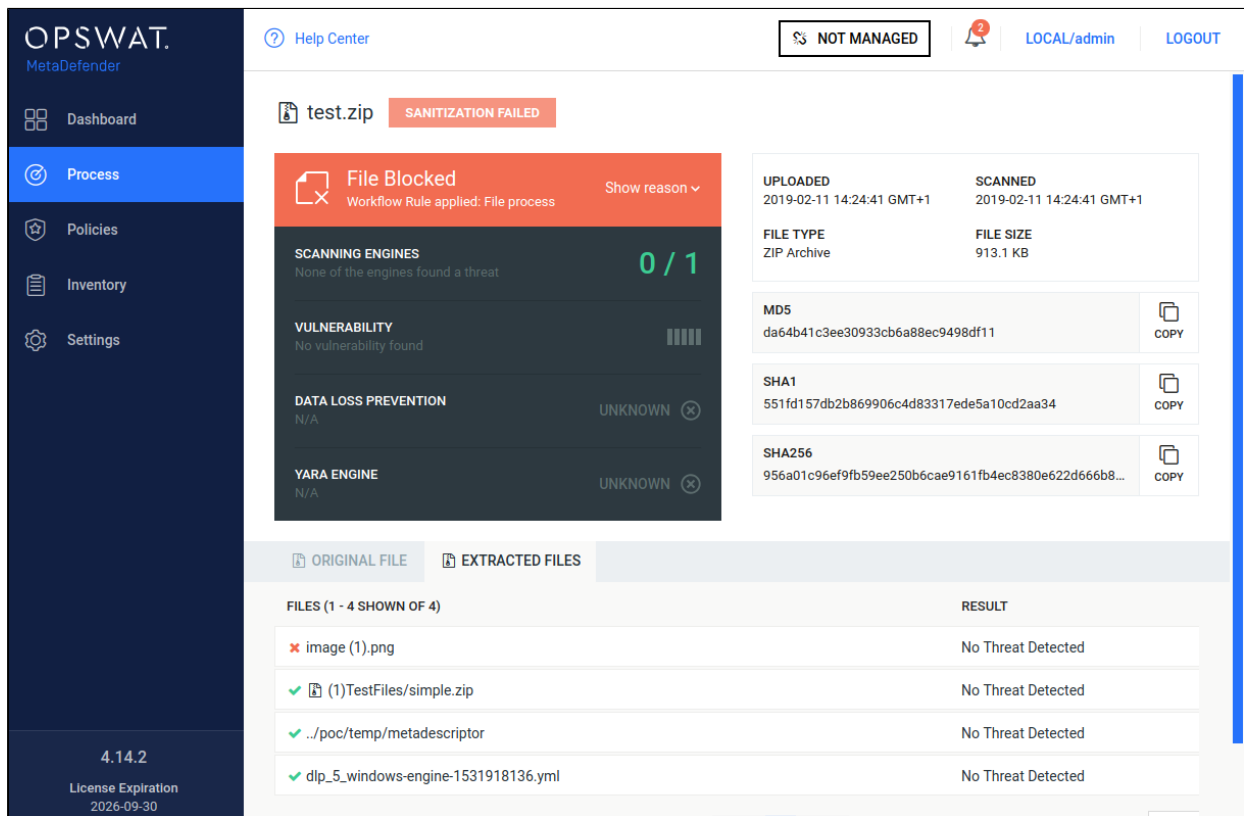 OPSWAT.
MetaDefender
Help Center
NOT MANAGED
2
LOCAL/admin
LOGOUT
Dashboard
Process
Policies
Inventory
Settings
4.14.2
License Expiration
2026-09-30
test.zip
SANITIZATION FAILED
File Blocked
Workflow Rule applied: File process
Show reason
SCANNING ENGINES
None of the engines found a threat
0 / 1
VULNERABILITY
No vulnerability found
DATA LOSS PREVENTION
N/A
UNKNOWN
YARA ENGINE
N/A
UNKNOWN
UPLOADED
2019-02-11 14:24:41 GMT+1
SCANNED
2019-02-11 14:24:41 GMT+1
FILE TYPE
ZIP Archive
FILE SIZE
913.1 KB
MD5
da64b41c3ee30933cb6a88ec9498df11
COPY
SHA1
551fd157db2b869906c4d83317ede5a10cd2aa34
COPY
SHA256
956a01c96ef9fb59ee250b6cae9161fb4ec8380e622d666b8...
COPY
ORIGINAL FILE
EXTRACTED FILES
FILES (1 - 4 SHOWN OF 4)
RESULT
image (1).png
No Threat Detected
(1)TestFiles/simple.zip
No Threat Detected
../poc/temp/metadescriptor
No Threat Detected
dlp_5_windows-engine-1531918136.yml
No Threat Detected